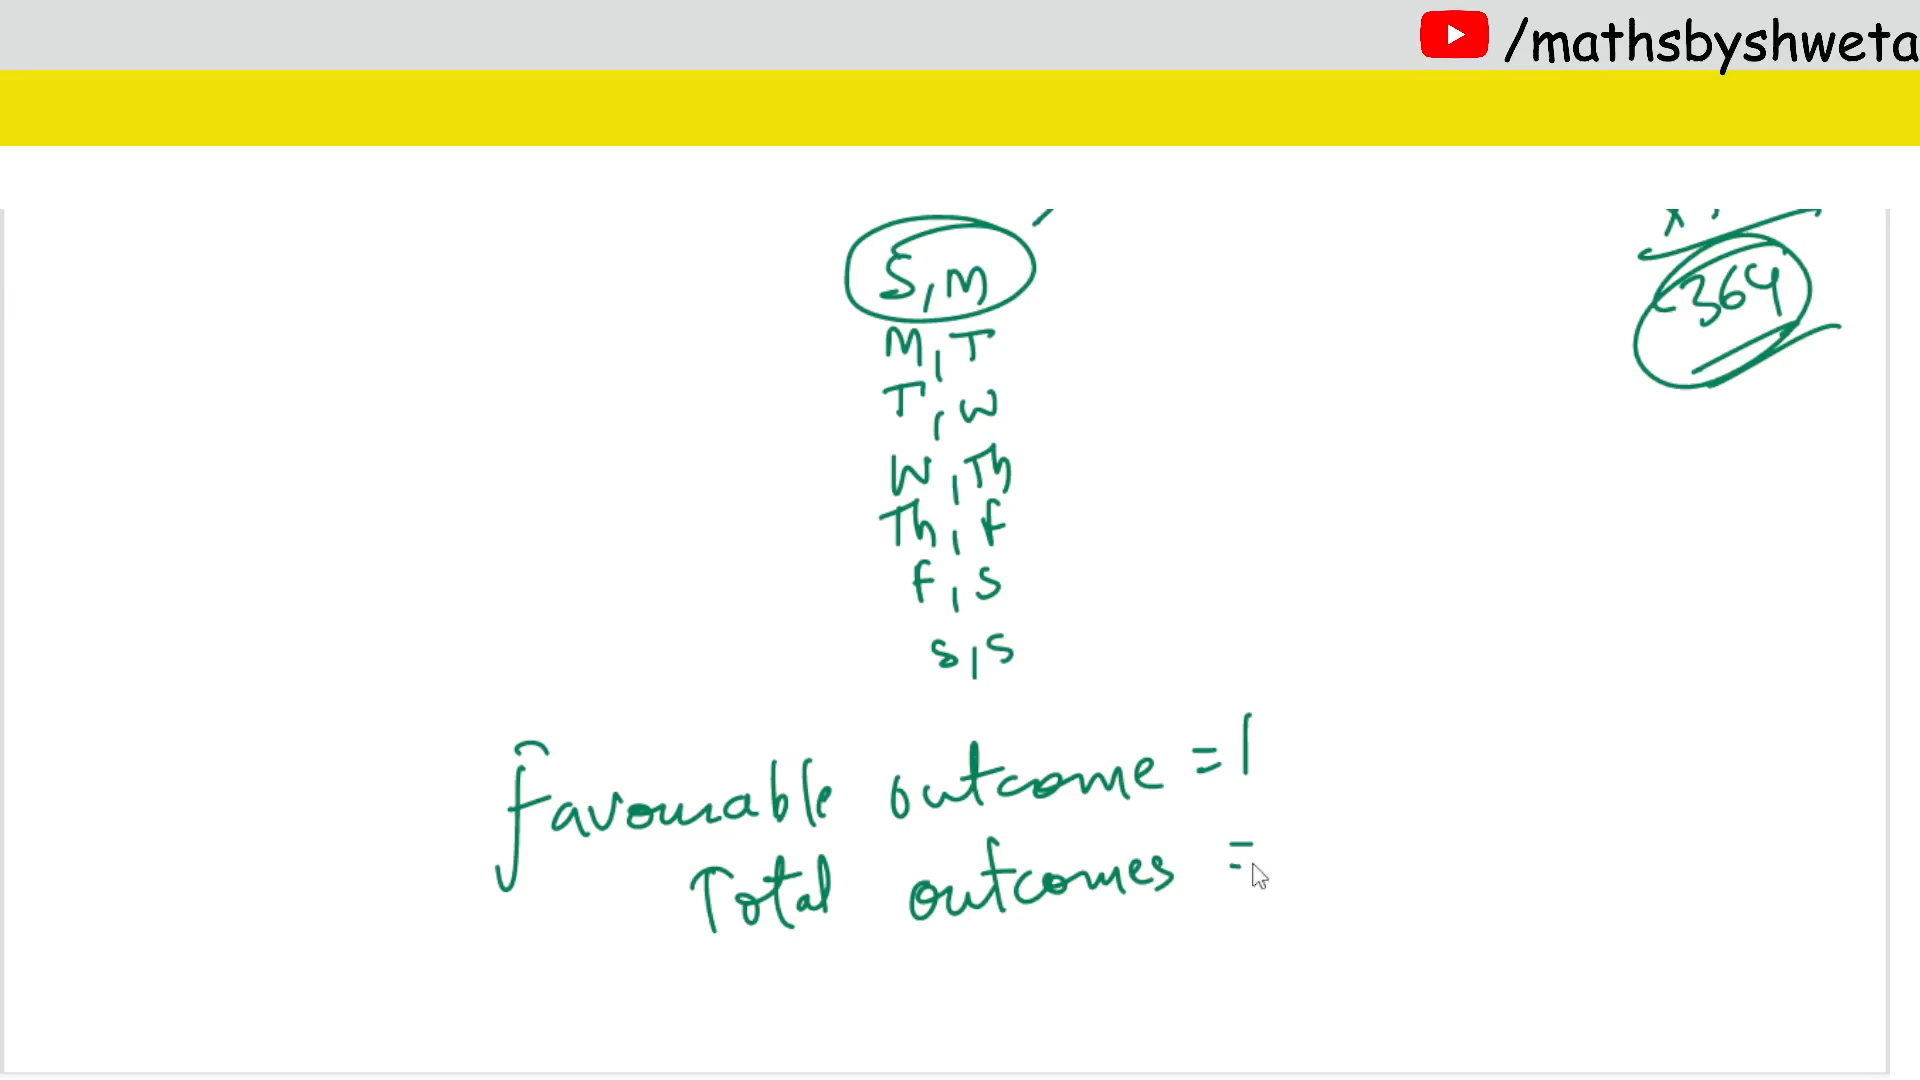 /mathsbyshweta
S, M
364
M, T
T, W
W, Th
Th, F
F, S
S, S
Favourable outcome = 1
Total outcomes =